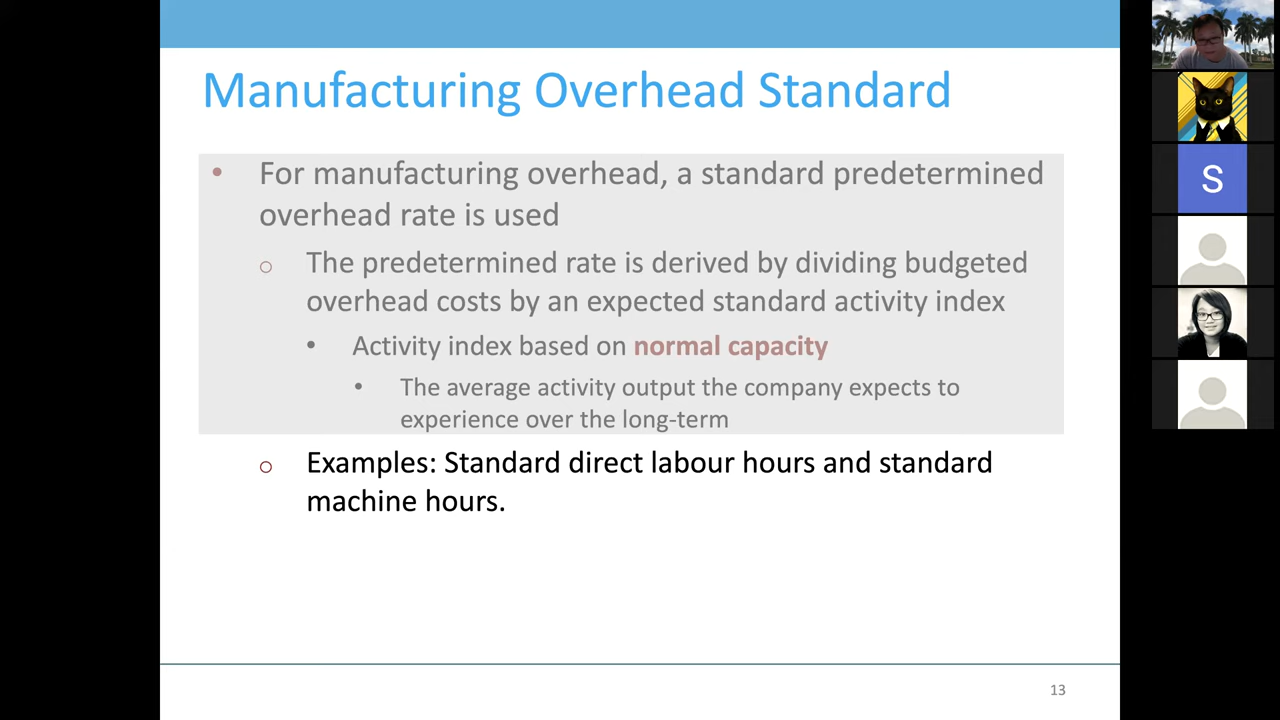 Manufacturing Overhead Standard
• For manufacturing overhead, a standard predetermined
overhead rate is used
o The predetermined rate is derived by dividing budgeted
overhead costs by an expected standard activity index
• Activity index based on normal capacity
• The average activity output the company expects to
experience over the long-term
o Examples: Standard direct labour hours and standard
machine hours.
13
S